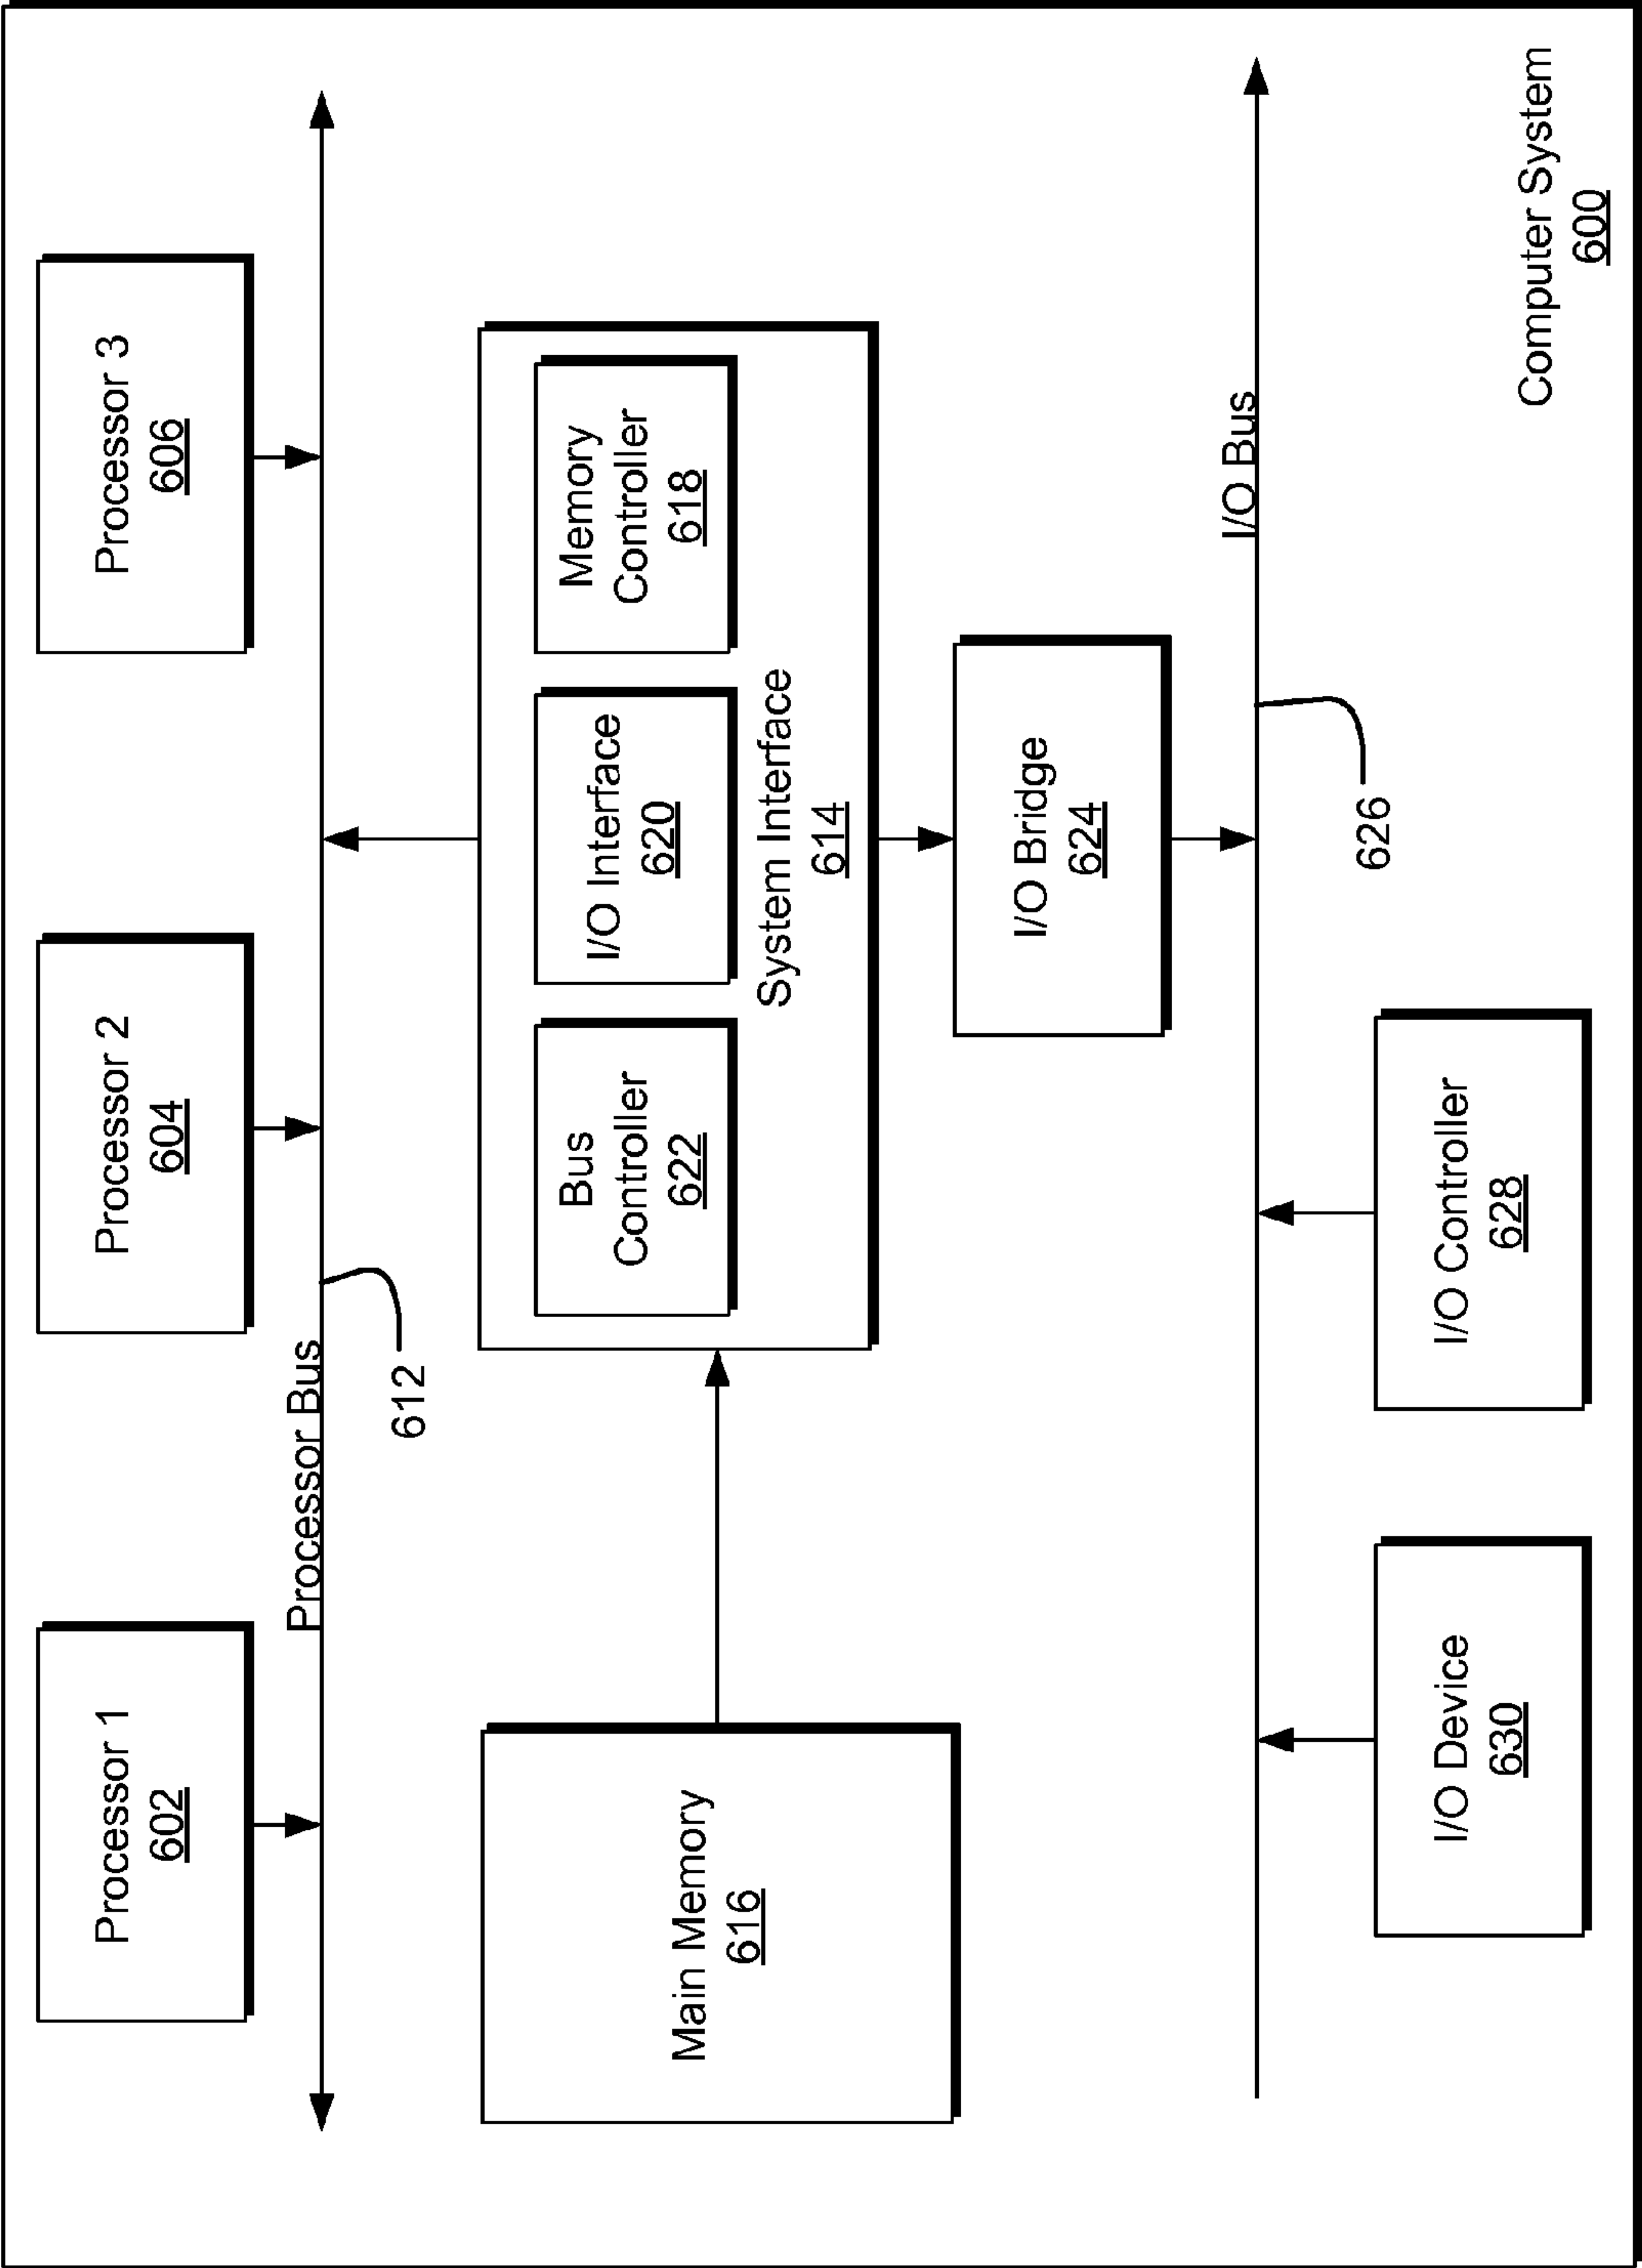 Processor 1
602
Processor 2
604
Processor 3
606
Processor Bus
612
Main Memory
616
Bus
Controller
622
I/O Interface
620
Memory
Controller
618
System Interface
614
I/O Bridge
624
I/O Bus
626
I/O Device
630
I/O Controller
628
Computer System
600